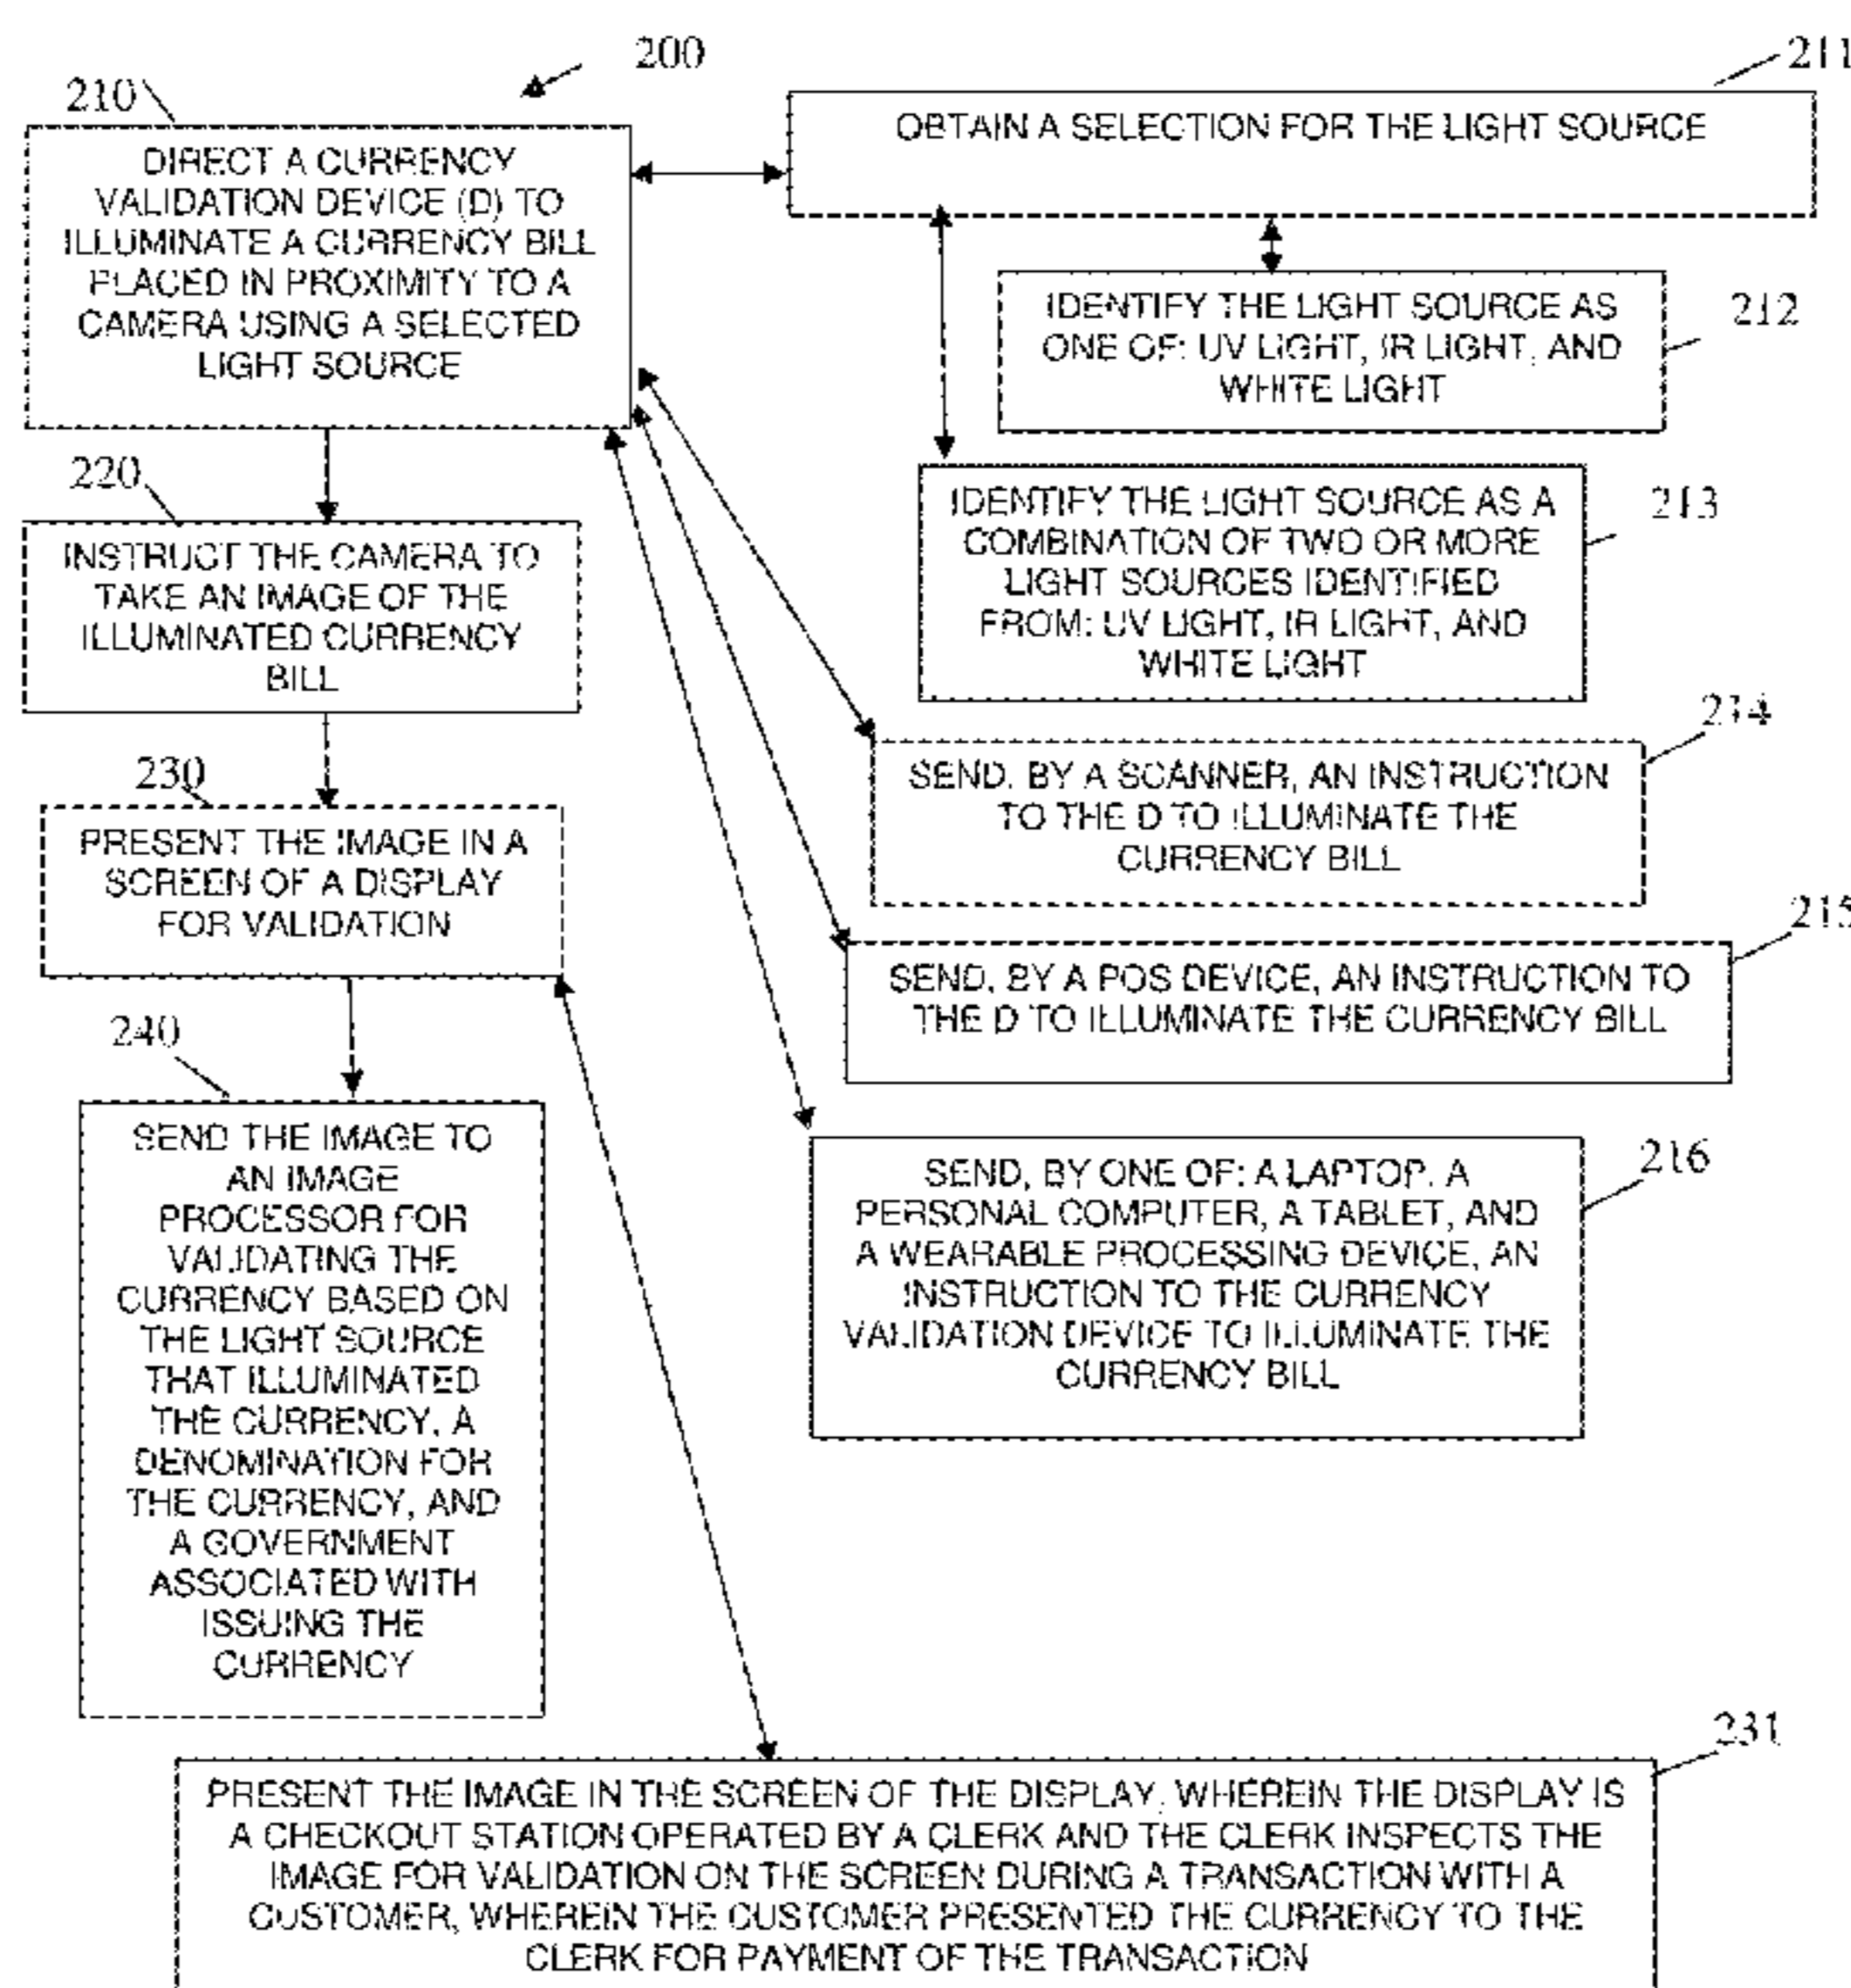 200
210
DIRECT A CURRENCY
VALIDATION DEVICE (D) TO
ILLUMINATE A CURRENCY BILL
PLACED IN PROXIMITY TO A
CAMERA USING A SELECTED
LIGHT SOURCE
211
OBTAIN A SELECTION FOR THE LIGHT SOURCE
212
IDENTIFY THE LIGHT SOURCE AS
ONE OF: UV LIGHT, IR LIGHT, AND
WHITE LIGHT
213
IDENTIFY THE LIGHT SOURCE AS A
COMBINATION OF TWO OR MORE
LIGHT SOURCES IDENTIFIED
FROM: UV LIGHT, IR LIGHT, AND
WHITE LIGHT
214
SEND, BY A SCANNER, AN INSTRUCTION
TO THE D TO ILLUMINATE THE
CURRENCY BILL
215
SEND, BY A POS DEVICE, AN INSTRUCTION TO
THE D TO ILLUMINATE THE CURRENCY BILL
216
SEND, BY ONE OF: A LAPTOP, A
PERSONAL COMPUTER, A TABLET, AND
A WEARABLE PROCESSING DEVICE, AN
INSTRUCTION TO THE CURRENCY
VALIDATION DEVICE TO ILLUMINATE THE
CURRENCY BILL
220
INSTRUCT THE CAMERA TO
TAKE AN IMAGE OF THE
ILLUMINATED CURRENCY
BILL
230
PRESENT THE IMAGE IN A
SCREEN OF A DISPLAY
FOR VALIDATION
240
SEND THE IMAGE TO
AN IMAGE
PROCESSOR FOR
VALIDATING THE
CURRENCY BASED ON
THE LIGHT SOURCE
THAT ILLUMINATED
THE CURRENCY, A
DENOMINATION FOR
THE CURRENCY, AND
A GOVERNMENT
ASSOCIATED WITH
ISSUING THE
CURRENCY
231
PRESENT THE IMAGE IN THE SCREEN OF THE DISPLAY, WHEREIN THE DISPLAY IS
A CHECKOUT STATION OPERATED BY A CLERK AND THE CLERK INSPECTS THE
IMAGE FOR VALIDATION ON THE SCREEN DURING A TRANSACTION WITH A
CUSTOMER, WHEREIN THE CUSTOMER PRESENTED THE CURRENCY TO THE
CLERK FOR PAYMENT OF THE TRANSACTION